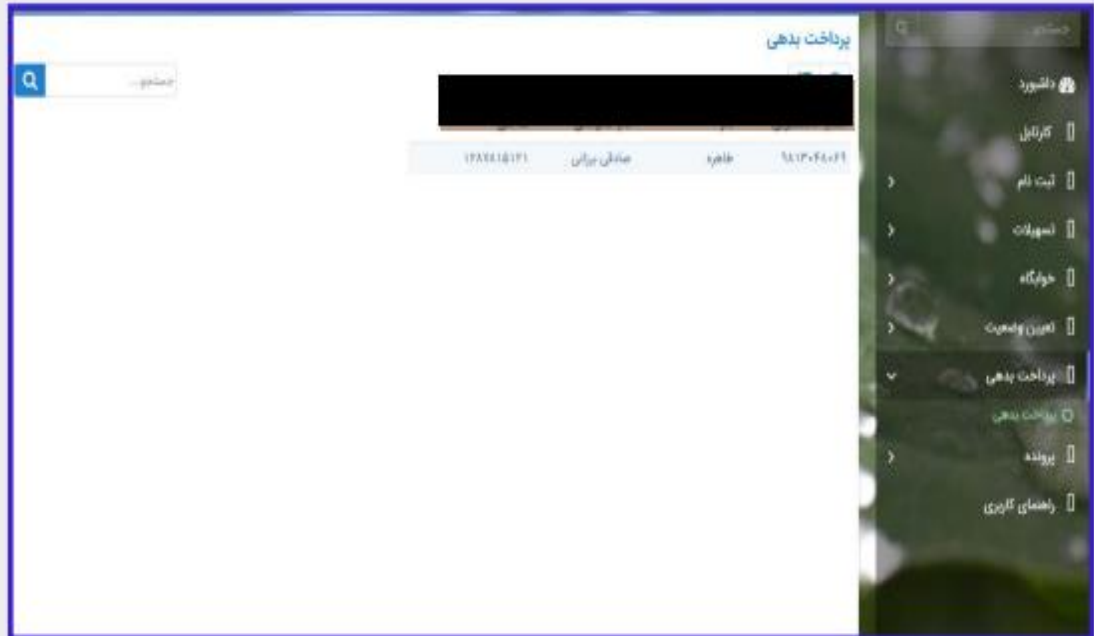 جستجو...
داشبورد
کارتابل
ثبت نام
تسهیلات
خوابگاه
تعیین وضعیت
پرداخت بدهی
پرداخت بدهی
پرونده
راهنمای کاربری
پرداخت بدهی
جستجو...
طاهره صادقی